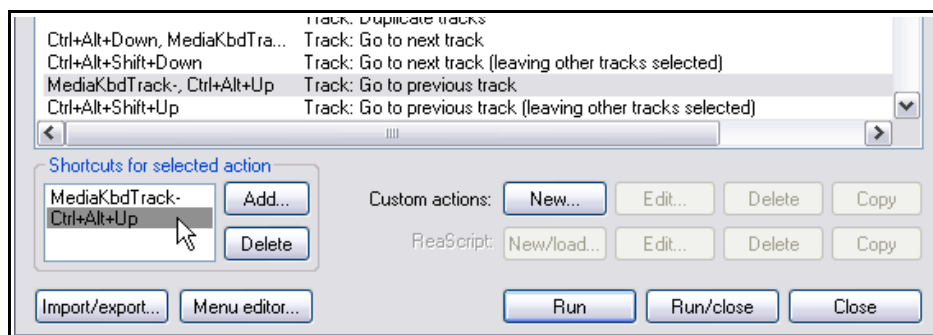 Track: Duplicate tracks
Ctrl+Alt+Down, MediaKbdTra... Track: Go to next track
Ctrl+Alt+Shift+Down Track: Go to next track (leaving other tracks selected)
MediaKbdTrack-, Ctrl+Alt+Up Track: Go to previous track
Ctrl+Alt+Shift+Up Track: Go to previous track (leaving other tracks selected)
Shortcuts for selected action
MediaKbdTrack- Add... Custom actions: New... Edit... Delete Copy
Ctrl+Alt+Up
Delete ReaScript: New/load... Edit... Delete Copy
Import/export... Menu editor... Run Run/close Close